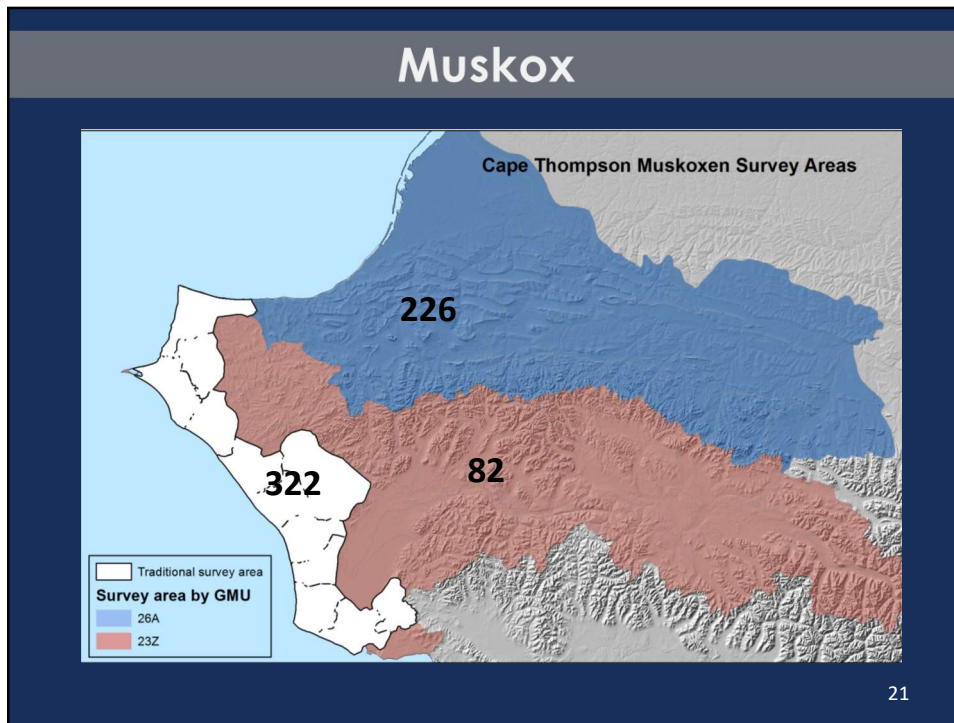 Muskox
Cape Thompson Muskoxen Survey Areas
226
322
82
Traditional survey area
Survey area by GMU
26A
23Z
21